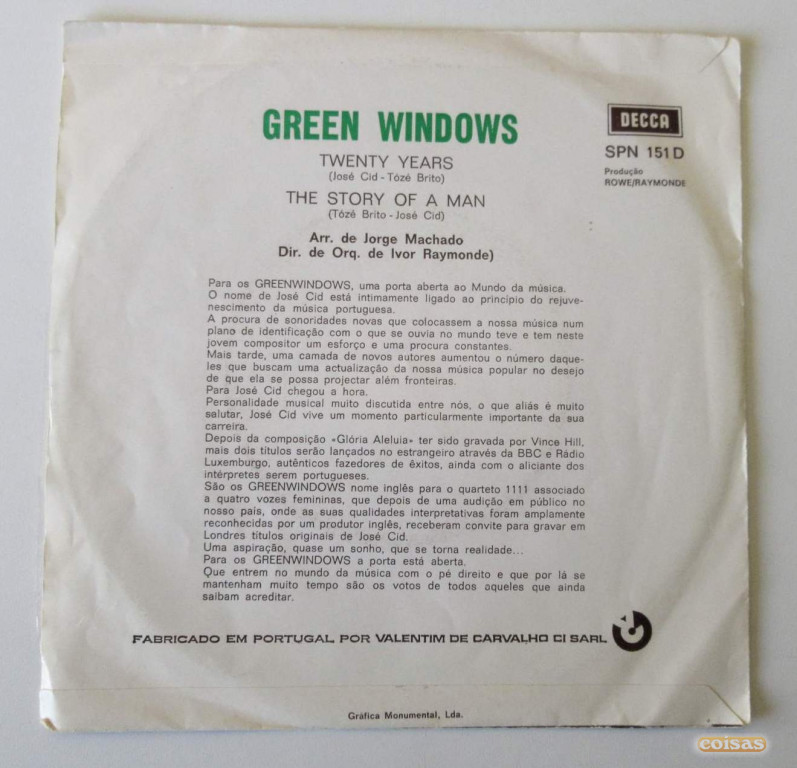 GREEN WINDOWS
DECCA
SPN 151 D
Produção
ROWE/RAYMONDE
TWENTY YEARS
(José Cid - Tózé Brito)
THE STORY OF A MAN
(Tózé Brito - José Cid)
Arr. de Jorge Machado
Dir. de Orq. de Ivor Raymonde)
Para os GREENWINDOWS, uma porta aberta ao Mundo da música.
O nome de José Cid está intimamente ligado ao princípio do rejuve-
nescimento da música portuguesa.
A procura de sonoridades novas que colocassem a nossa música num
plano de identificação com o que se ouvia no mundo teve e tem neste
jovem compositor um esforço e uma procura constantes.
Mais tarde, uma camada de novos autores aumentou o número daque-
les que buscam uma actualização da nossa música popular no desejo
de que ela se possa projectar além fronteiras.
Para José Cid chegou a hora.
Personalidade musical muito discutida entre nós, o que aliás é muito
salutar, José Cid vive um momento particularmente importante da sua
carreira.
Depois da composição «Glória Aleluia» ter sido gravada por Vince Hill,
mais dois títulos serão lançados no estrangeiro através da BBC e Rádio
Luxemburgo, autênticos fazedores de êxitos, ainda com o aliciante dos
intérpretes serem portugueses.
São os GREENWINDOWS nome inglês para o quarteto 1111 associado
a quatro vozes femininas, que depois de uma audição em público no
nosso país, onde as suas qualidades interpretativas foram amplamente
reconhecidas por um produtor inglês, receberam convite para gravar em
Londres títulos originais de José Cid.
Uma aspiração, quase um sonho, que se torna realidade...
Para os GREENWINDOWS a porta está aberta.
Que entrem no mundo da música com o pé direito e que por lá se
mantenham muito tempo são os votos de todos aqueles que ainda
saibam acreditar.
FABRICADO EM PORTUGAL POR VALENTIM DE CARVALHO CI SARL
Gráfica Monumental, Lda.
coisas